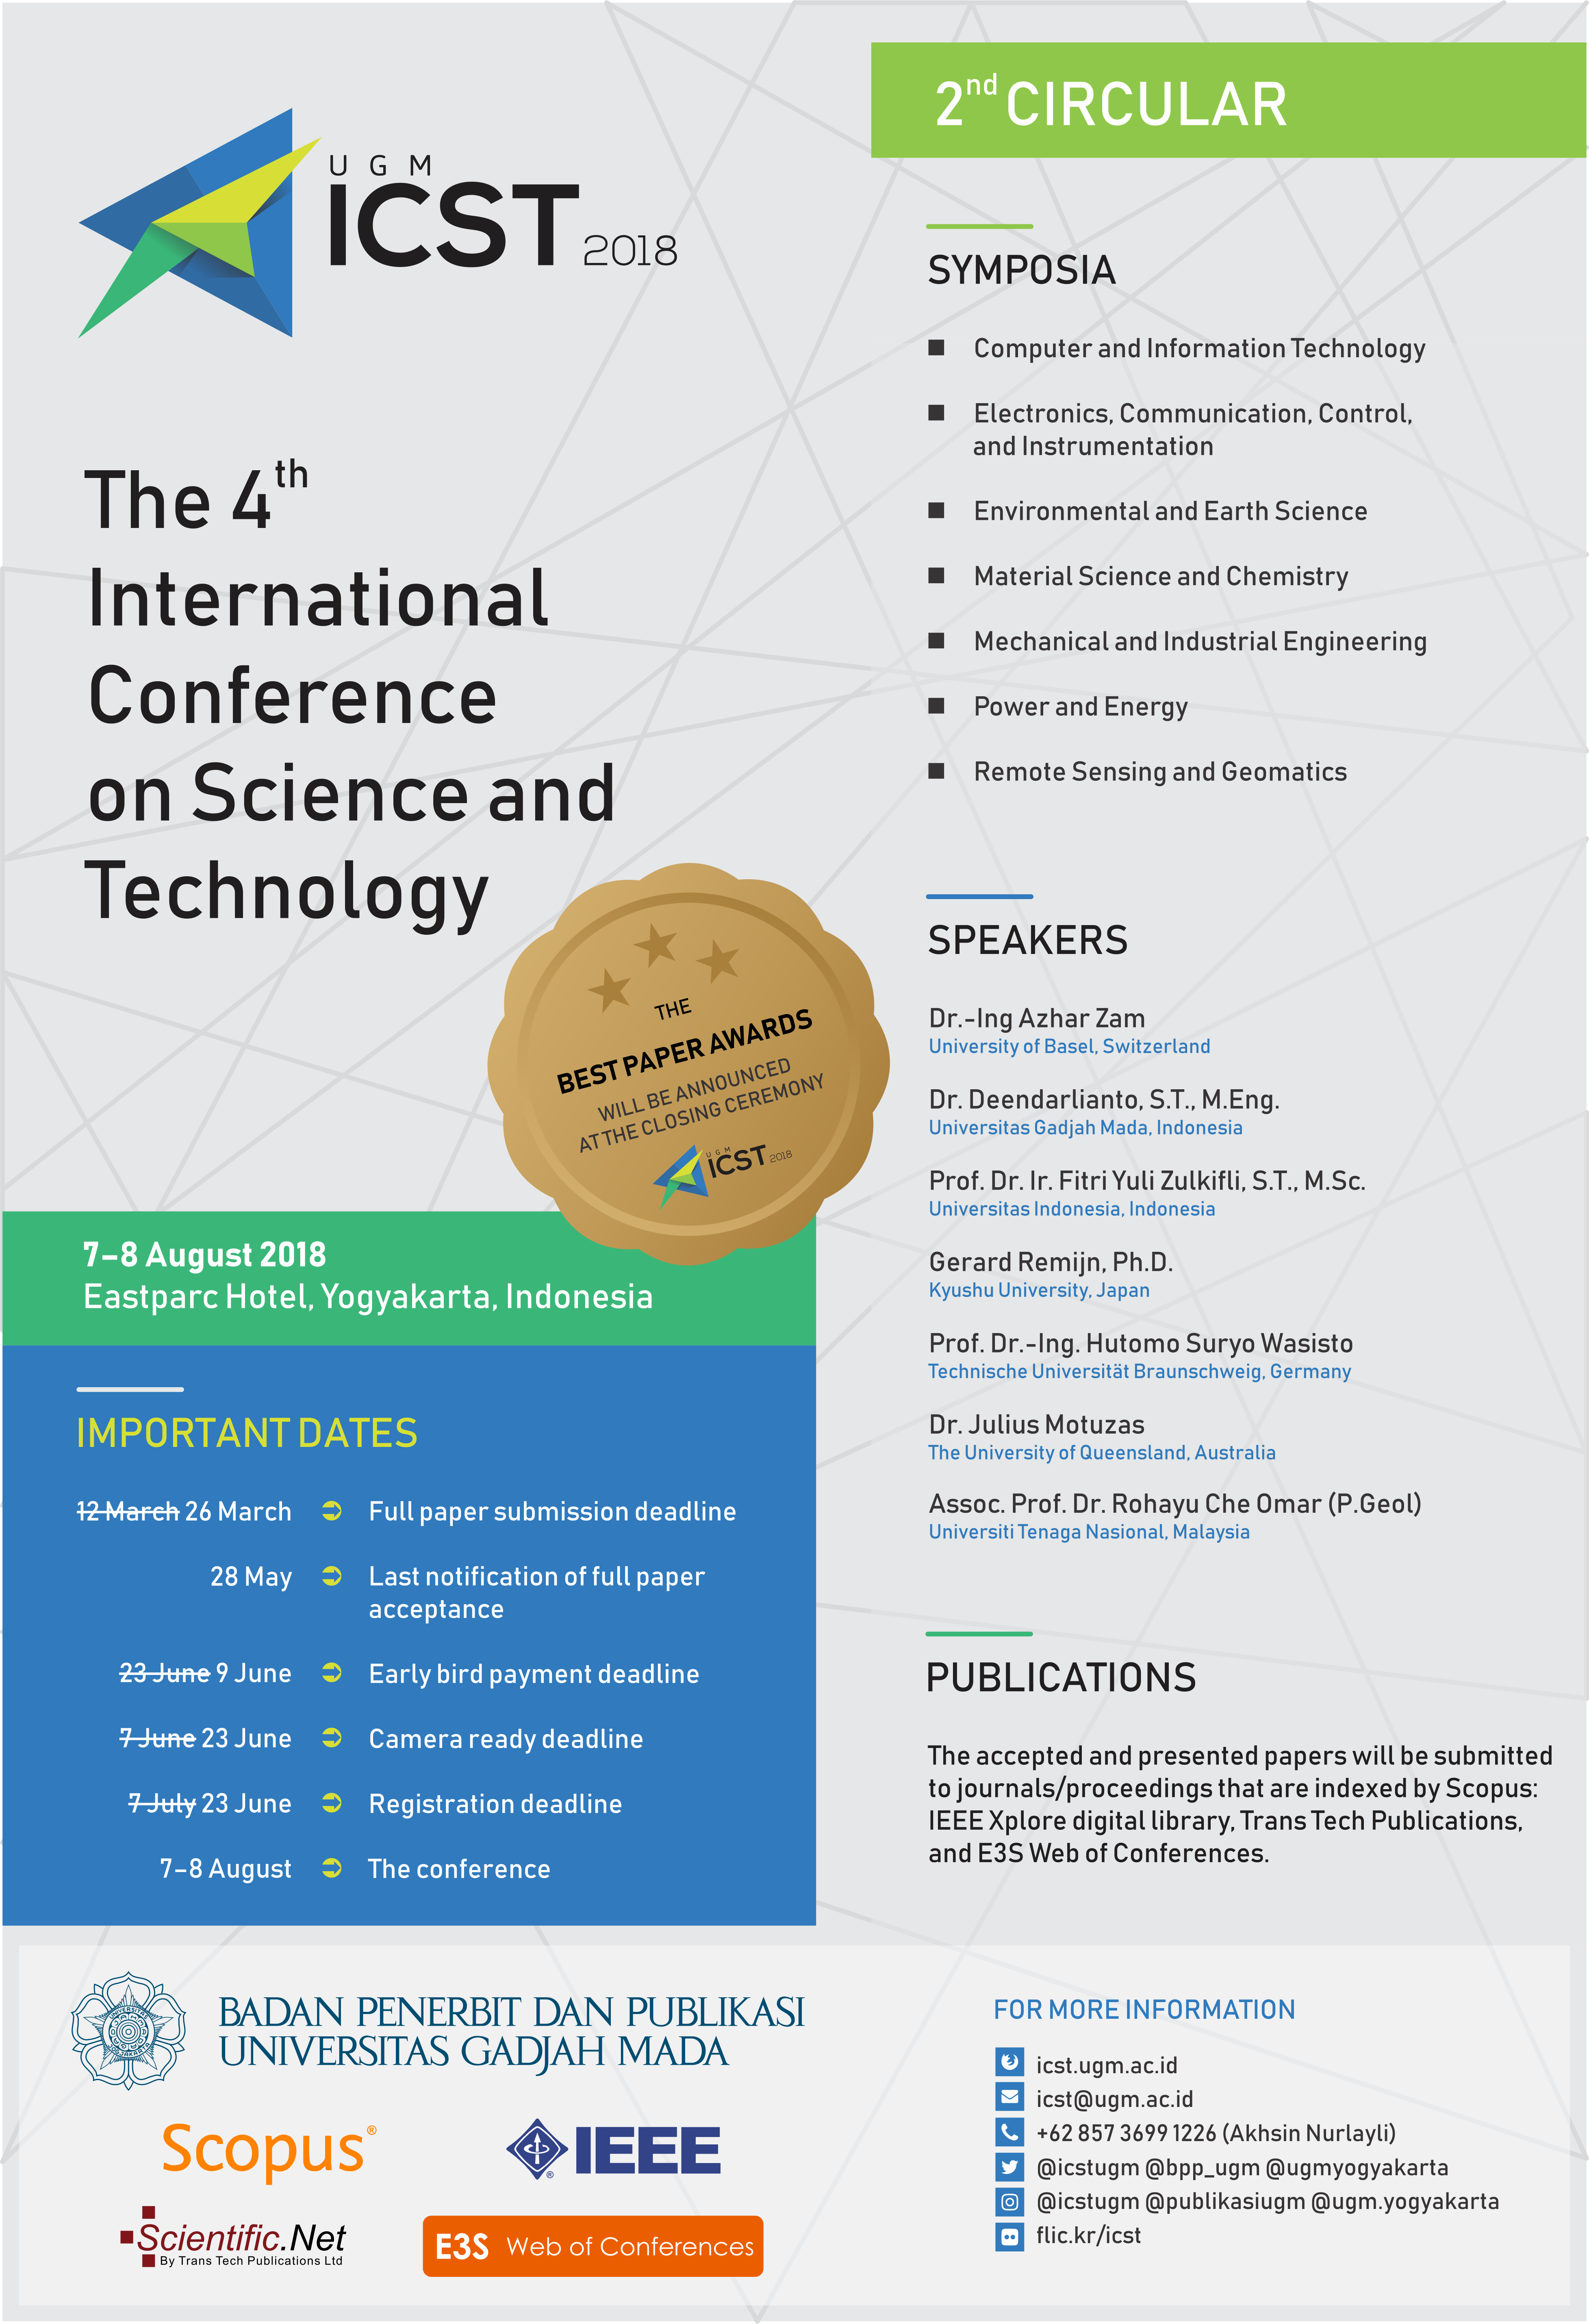 UGM
ICST 2018
The 4th
International
Conference
on Science and
Technology
THE
BEST PAPER AWARDS
WILL BE ANNOUNCED
AT THE CLOSING CEREMONY
UGM
ICST 2018
7–8 August 2018
Eastparc Hotel, Yogyakarta, Indonesia
IMPORTANT DATES
12 March 26 March Full paper submission deadline
28 May Last notification of full paper
acceptance
23 June 9 June Early bird payment deadline
7 June 23 June Camera ready deadline
7 July 23 June Registration deadline
7–8 August The conference
2nd CIRCULAR
SYMPOSIA
Computer and Information Technology
Electronics, Communication, Control,
and Instrumentation
Environmental and Earth Science
Material Science and Chemistry
Mechanical and Industrial Engineering
Power and Energy
Remote Sensing and Geomatics
SPEAKERS
Dr.-Ing Azhar Zam
University of Basel, Switzerland
Dr. Deendarlianto, S.T., M.Eng.
Universitas Gadjah Mada, Indonesia
Prof. Dr. Ir. Fitri Yuli Zulkifli, S.T., M.Sc.
Universitas Indonesia, Indonesia
Gerard Remijn, Ph.D.
Kyushu University, Japan
Prof. Dr.-Ing. Hutomo Suryo Wasisto
Technische Universität Braunschweig, Germany
Dr. Julius Motuzas
The University of Queensland, Australia
Assoc. Prof. Dr. Rohayu Che Omar (P.Geol)
Universiti Tenaga Nasional, Malaysia
PUBLICATIONS
The accepted and presented papers will be submitted
to journals/proceedings that are indexed by Scopus:
IEEE Xplore digital library, Trans Tech Publications,
and E3S Web of Conferences.
BADAN PENERBIT DAN PUBLIKASI
UNIVERSITAS GADJAH MADA
Scopus®
IEEE®
Scientific.Net
By Trans Tech Publications Ltd
E3S Web of Conferences
FOR MORE INFORMATION
icst.ugm.ac.id
icst@ugm.ac.id
+62 857 3699 1226 (Akhsin Nurlayli)
@icstugm @bpp_ugm @ugmyogyakarta
@icstugm @publikasiugm @ugm.yogyakarta
flic.kr/icst